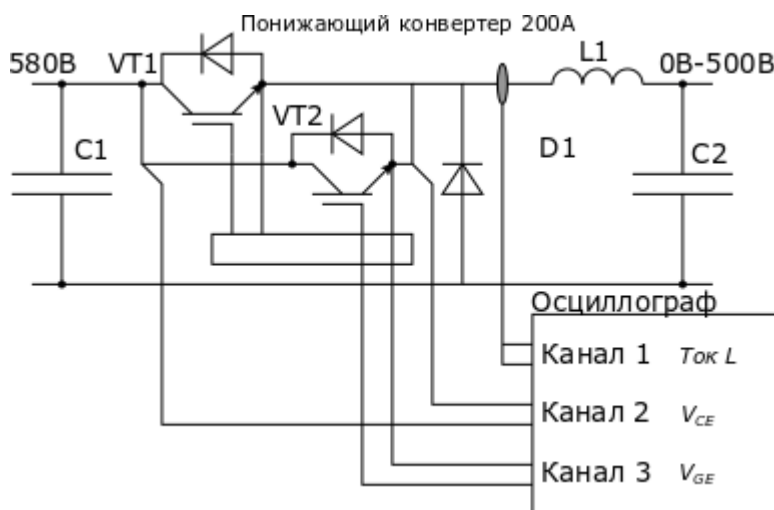 Понижающий конвертер 200А
580В VT1 L1 0В-500В
VT2
C1 D1 C2
Осциллограф
Канал 1 Ток L
Канал 2 VCE
Канал 3 VGE